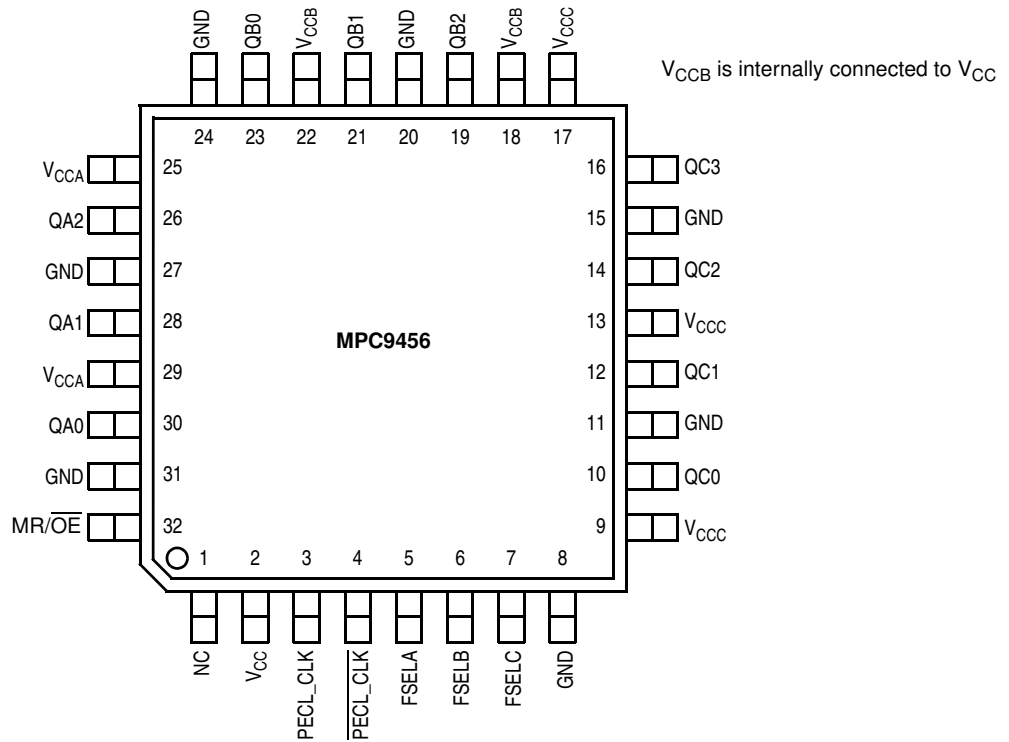 GND QB0 VCCB QB1 GND QB2 VCCB VCCC
VCCB is internally connected to VCC
24 23 22 21 20 19 18 17
VCCA 25 16 QC3
QA2 26 15 GND
GND 27 14 QC2
QA1 28 13 VCCC
MPC9456
VCCA 29 12 QC1
QA0 30 11 GND
GND 31 10 QC0
MR/OE 32 9 VCCC
1 2 3 4 5 6 7 8
NC VCC PECL_CLK PECL_CLK FSELA FSELB FSELC GND